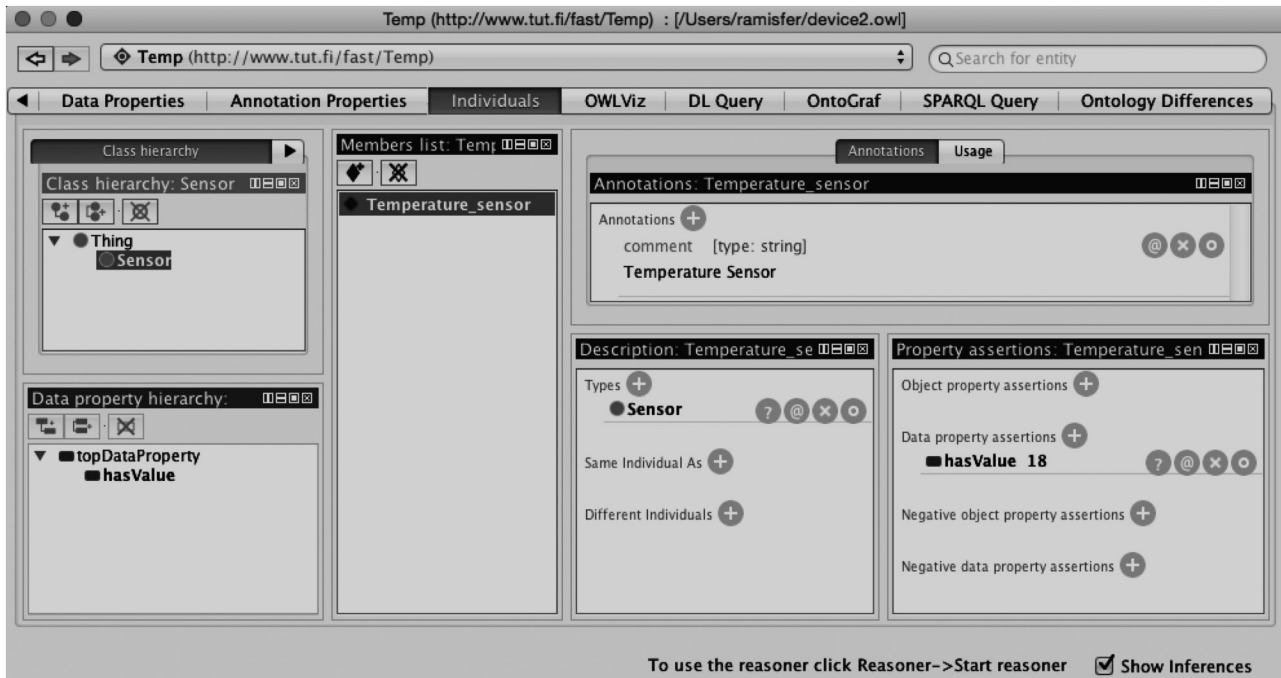 Temp (http://www.tut.fi/fast/Temp) : [/Users/ramisfer/device2.owl]
Temp (http://www.tut.fi/fast/Temp)
Search for entity
Data Properties Annotation Properties Individuals OWLViz DL Query OntoGraf SPARQL Query Ontology Differences
Class hierarchy
Class hierarchy: Sensor
Thing
Sensor
Data property hierarchy:
topDataProperty
hasValue
Members list: Temp
Temperature_sensor
Annotations Usage
Annotations: Temperature_sensor
Annotations
comment [type: string]
Temperature Sensor
Description: Temperature_se
Types
Sensor
Same Individual As
Different Individuals
Property assertions: Temperature_sen
Object property assertions
Data property assertions
hasValue 18
Negative object property assertions
Negative data property assertions
To use the reasoner click Reasoner->Start reasoner Show Inferences